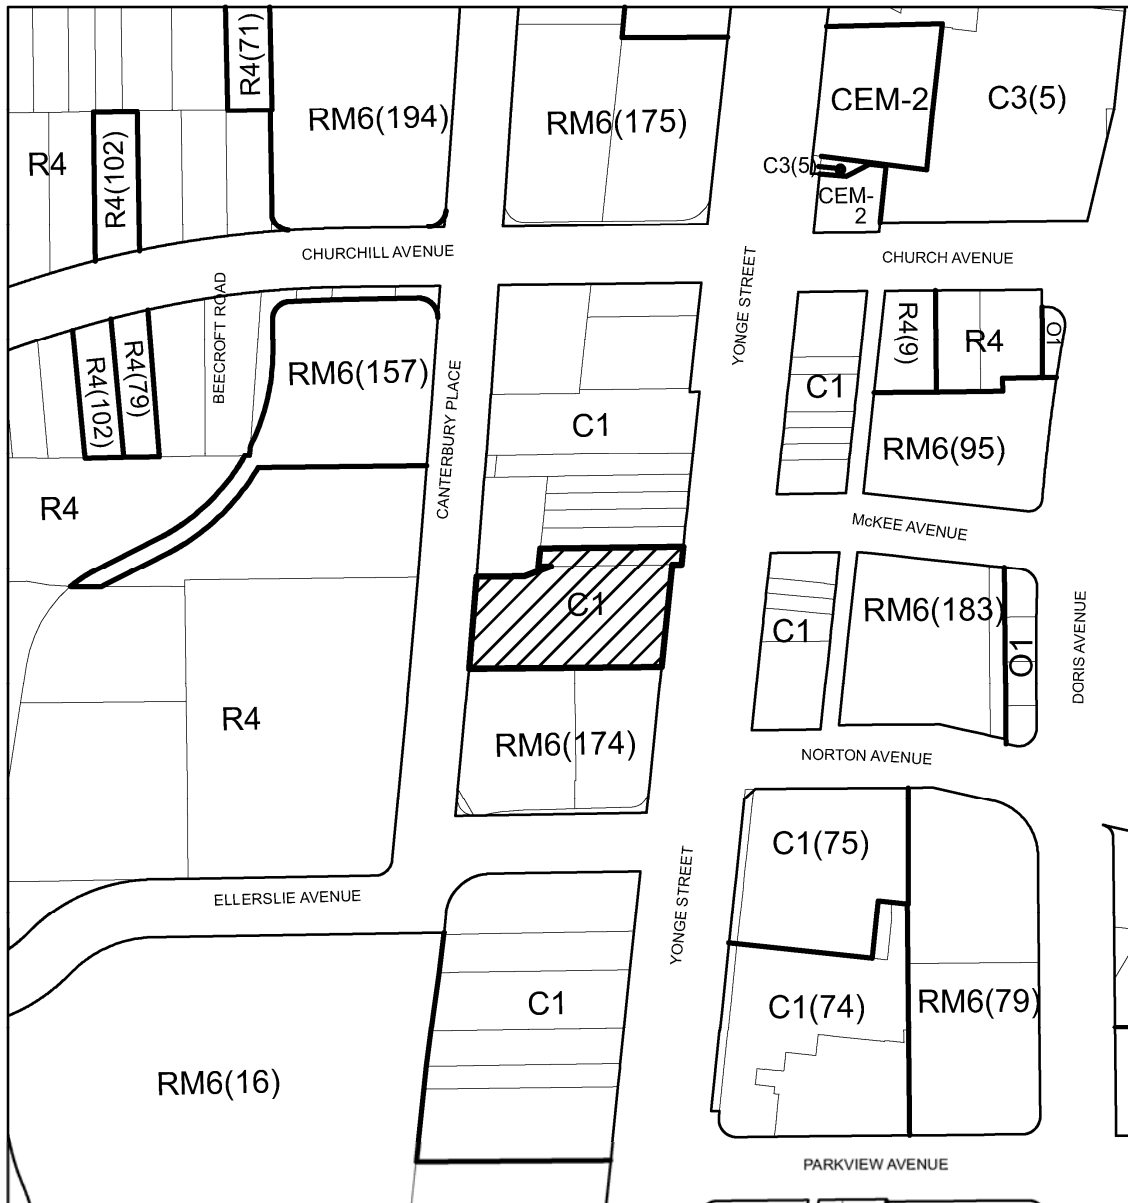 R4(71)
RM6(194)
RM6(175)
CEM-2
C3(5)
R4
R4(102)
C3(5)
CEM-
2
CHURCHILL AVENUE
YONGE STREET
CHURCH AVENUE
BEECROFT ROAD
R4(102)
R4(79)
RM6(157)
CANTERBURY PLACE
C1
C1
R4(9)
R4
O1
RM6(95)
R4
McKEE AVENUE
C1
C1
RM6(183)
O1
DORIS AVENUE
R4
RM6(174)
NORTON AVENUE
C1(75)
ELLERSLIE AVENUE
YONGE STREET
C1
C1(74)
RM6(79)
RM6(16)
PARKVIEW AVENUE